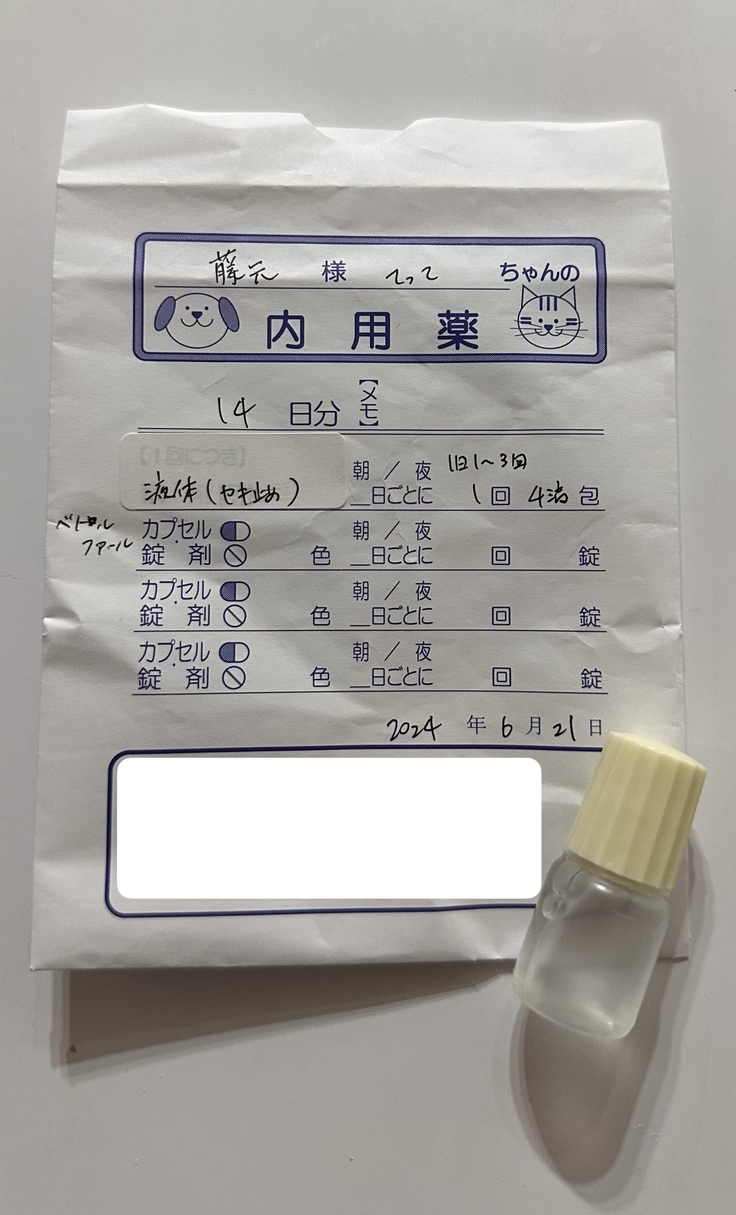 藤元 様 てって ちゃんの
内用薬
14 日分 【メモ】
【1回につき】
液体(セキ止め) 朝 / 夜 1日1~3回
__日ごとに 1 回 4滴 包
ベトルファール
カプセル 朝 / 夜
錠・剤 色 __日ごとに 回 錠
カプセル 朝 / 夜
錠・剤 色 __日ごとに 回 錠
カプセル 朝 / 夜
錠・剤 色 __日ごとに 回 錠
2024 年 6 月 21 日